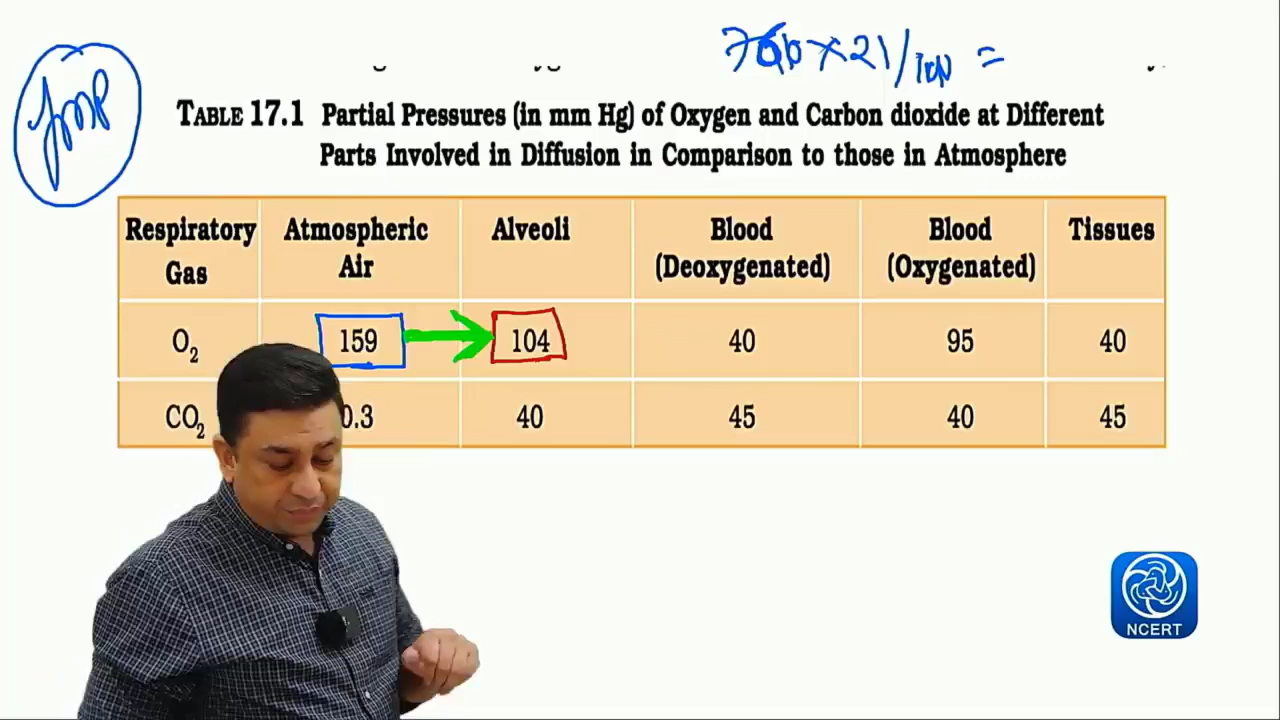 760 x 21/100 =
Imp
TABLE 17.1 Partial Pressures (in mm Hg) of Oxygen and Carbon dioxide at Different
Parts Involved in Diffusion in Comparison to those in Atmosphere
Respiratory Gas Atmospheric Air Alveoli Blood (Deoxygenated) Blood (Oxygenated) Tissues
O₂ 159 104 40 95 40
CO₂ 0.3 40 45 40 45
NCERT